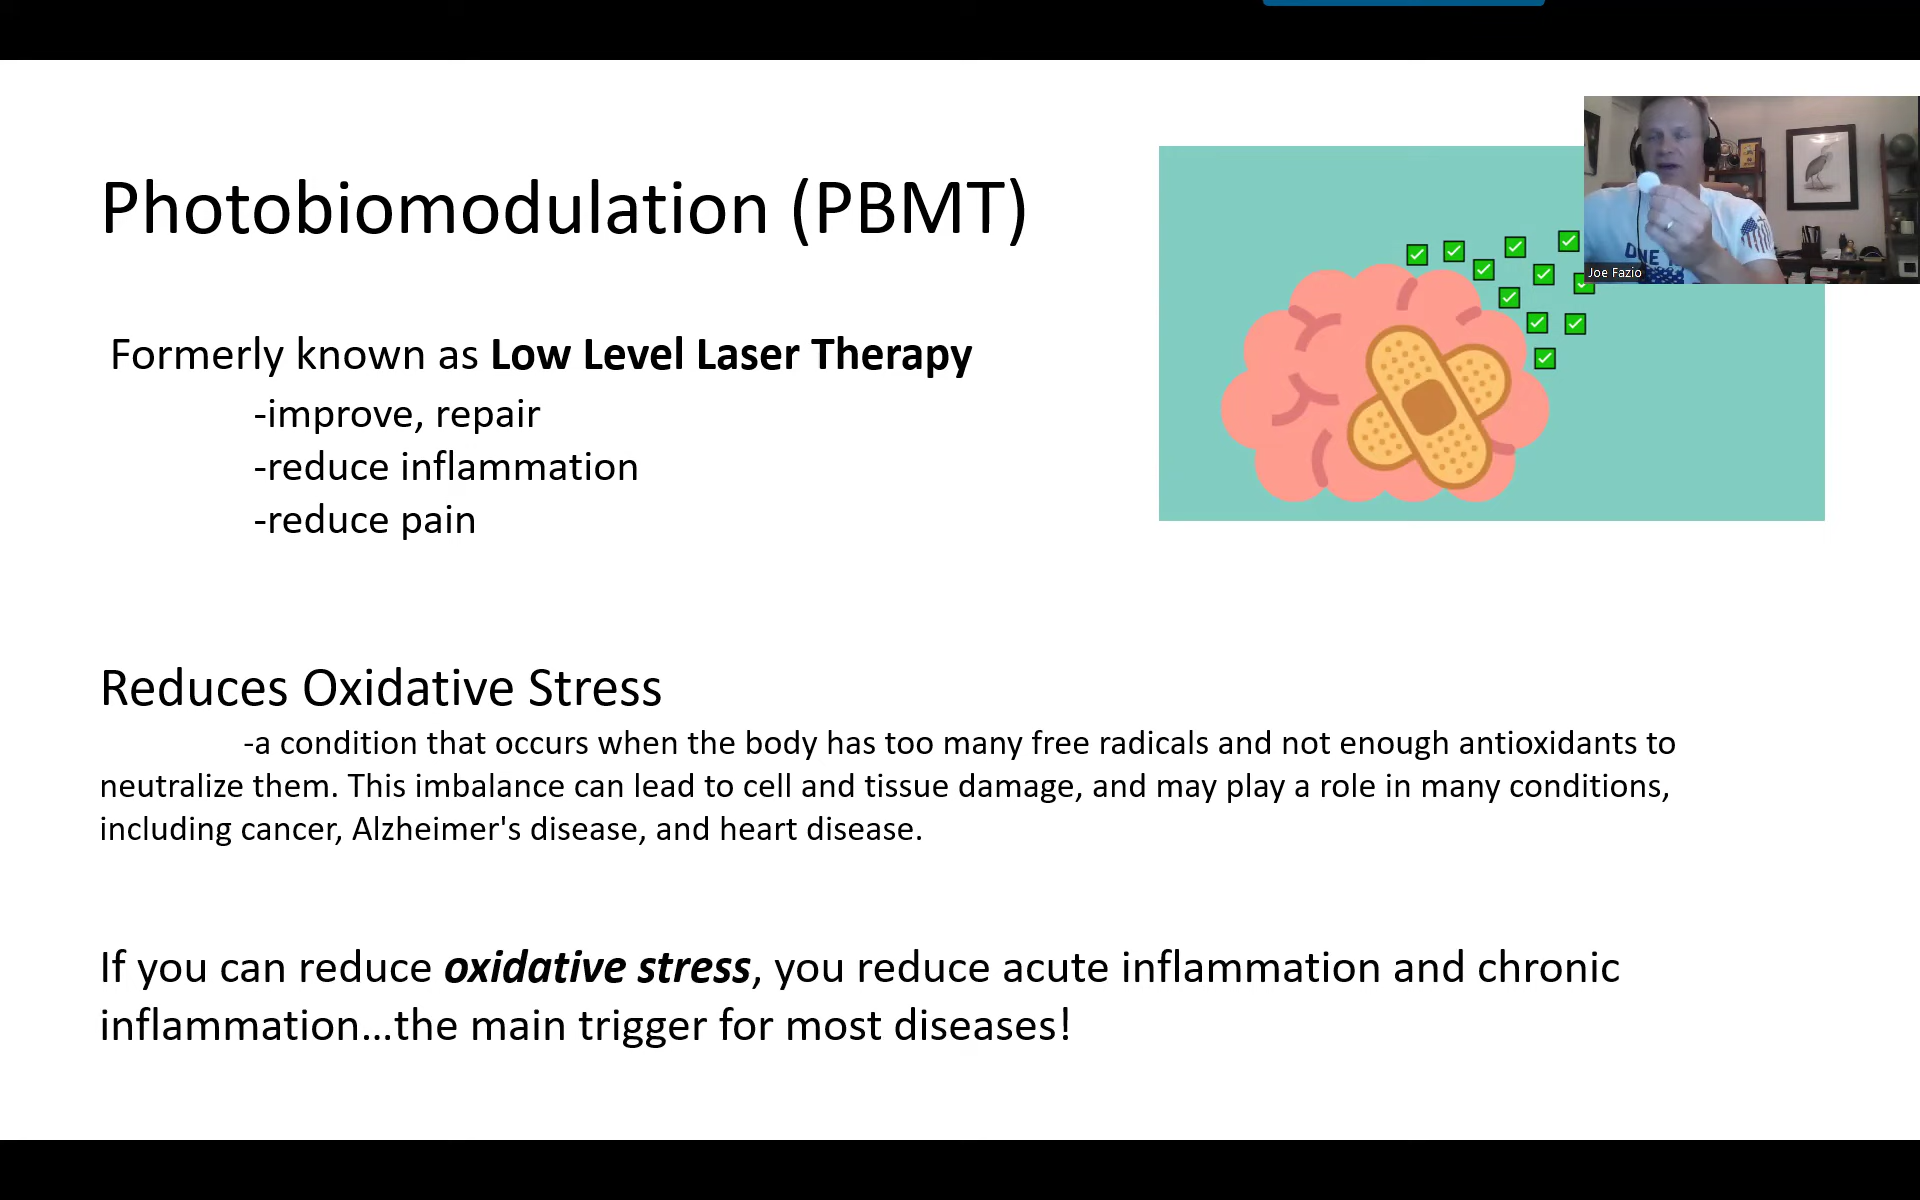 Photobiomodulation (PBMT)
Formerly known as Low Level Laser Therapy
-improve, repair
-reduce inflammation
-reduce pain
Joe Fazio
ONE
Reduces Oxidative Stress
-a condition that occurs when the body has too many free radicals and not enough antioxidants to
neutralize them. This imbalance can lead to cell and tissue damage, and may play a role in many conditions,
including cancer, Alzheimer's disease, and heart disease.
If you can reduce oxidative stress, you reduce acute inflammation and chronic
inflammation...the main trigger for most diseases!